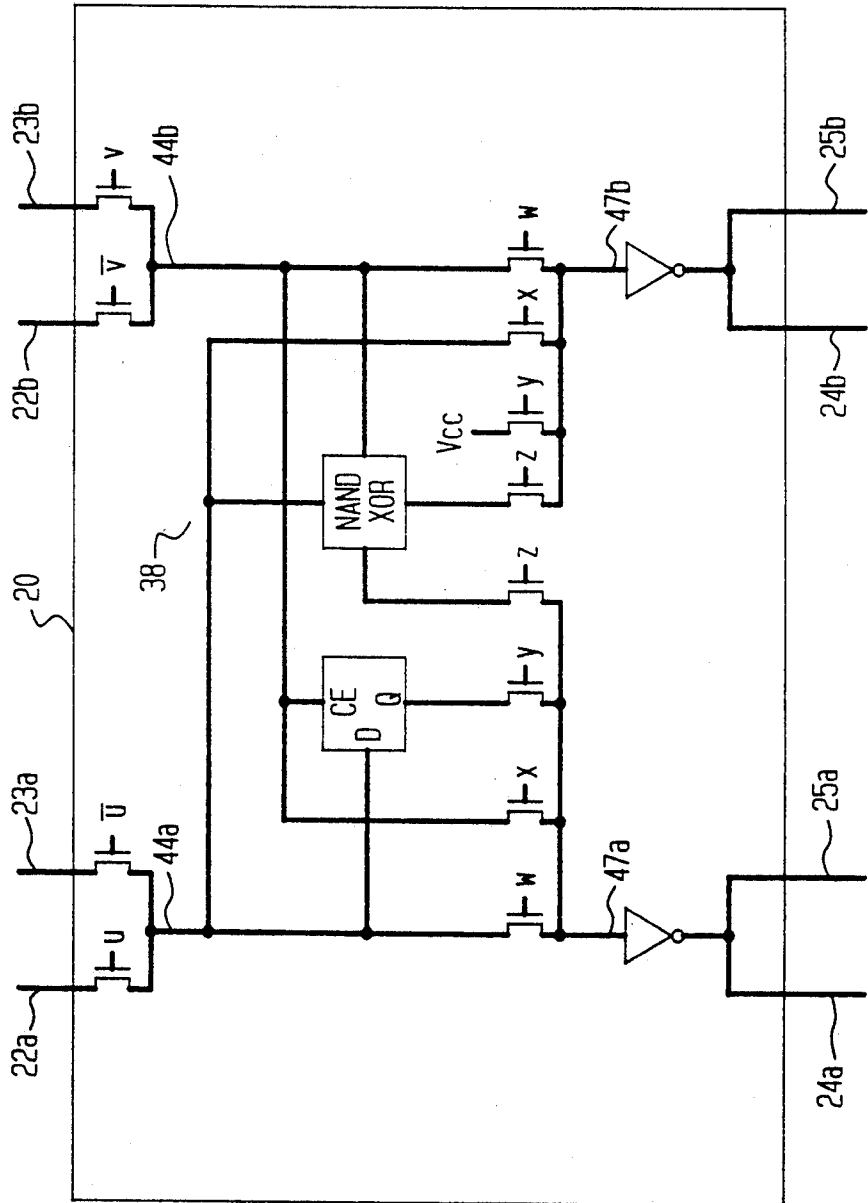 22a
23a
20
22b
23b
U
U̅
V̅
V
44a
38
44b
D
CE
Q
NAND
XOR
Vcc
W
X
y
Z
Z
y
X
W
47a
47b
24a
25a
24b
25b